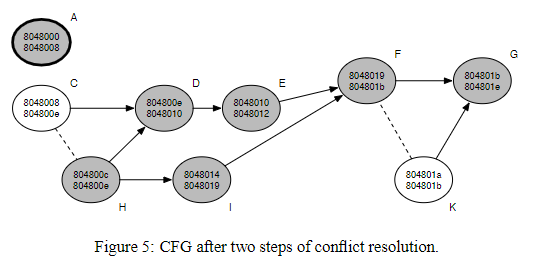 A
8048000
8048008
C
8048008
804800e
D
804800e
8048010
E
8048010
8048012
F
8048019
804801b
G
804801b
804801e
804800c
804800e
H
8048014
8048019
I
804801a
804801b
K
Figure 5: CFG after two steps of conflict resolution.